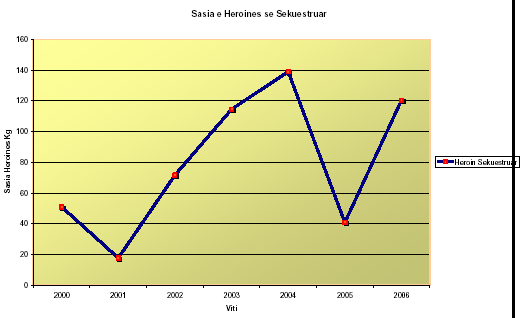 Sasia e Heroines se Sekuestruar
160
140
120
100
80
60
40
20
0
Sasia Heroines Kg
2000 2001 2002 2003 2004 2005 2006
Viti
Heroin Sekuestruar